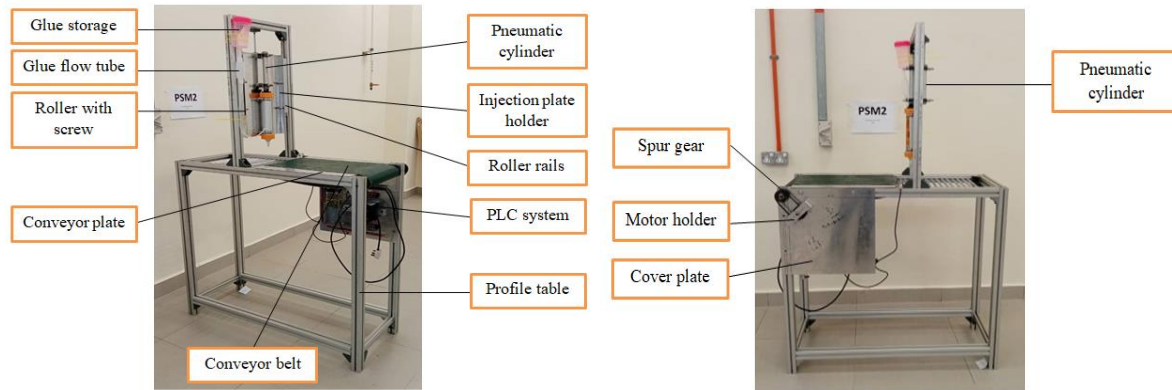 Glue storage
Glue flow tube
Roller with
screw
Conveyor plate
Conveyor belt
Pneumatic
cylinder
Injection plate
holder
Roller rails
PLC system
Profile table
PSM2
Spur gear
Motor holder
Cover plate
PSM2
Pneumatic
cylinder